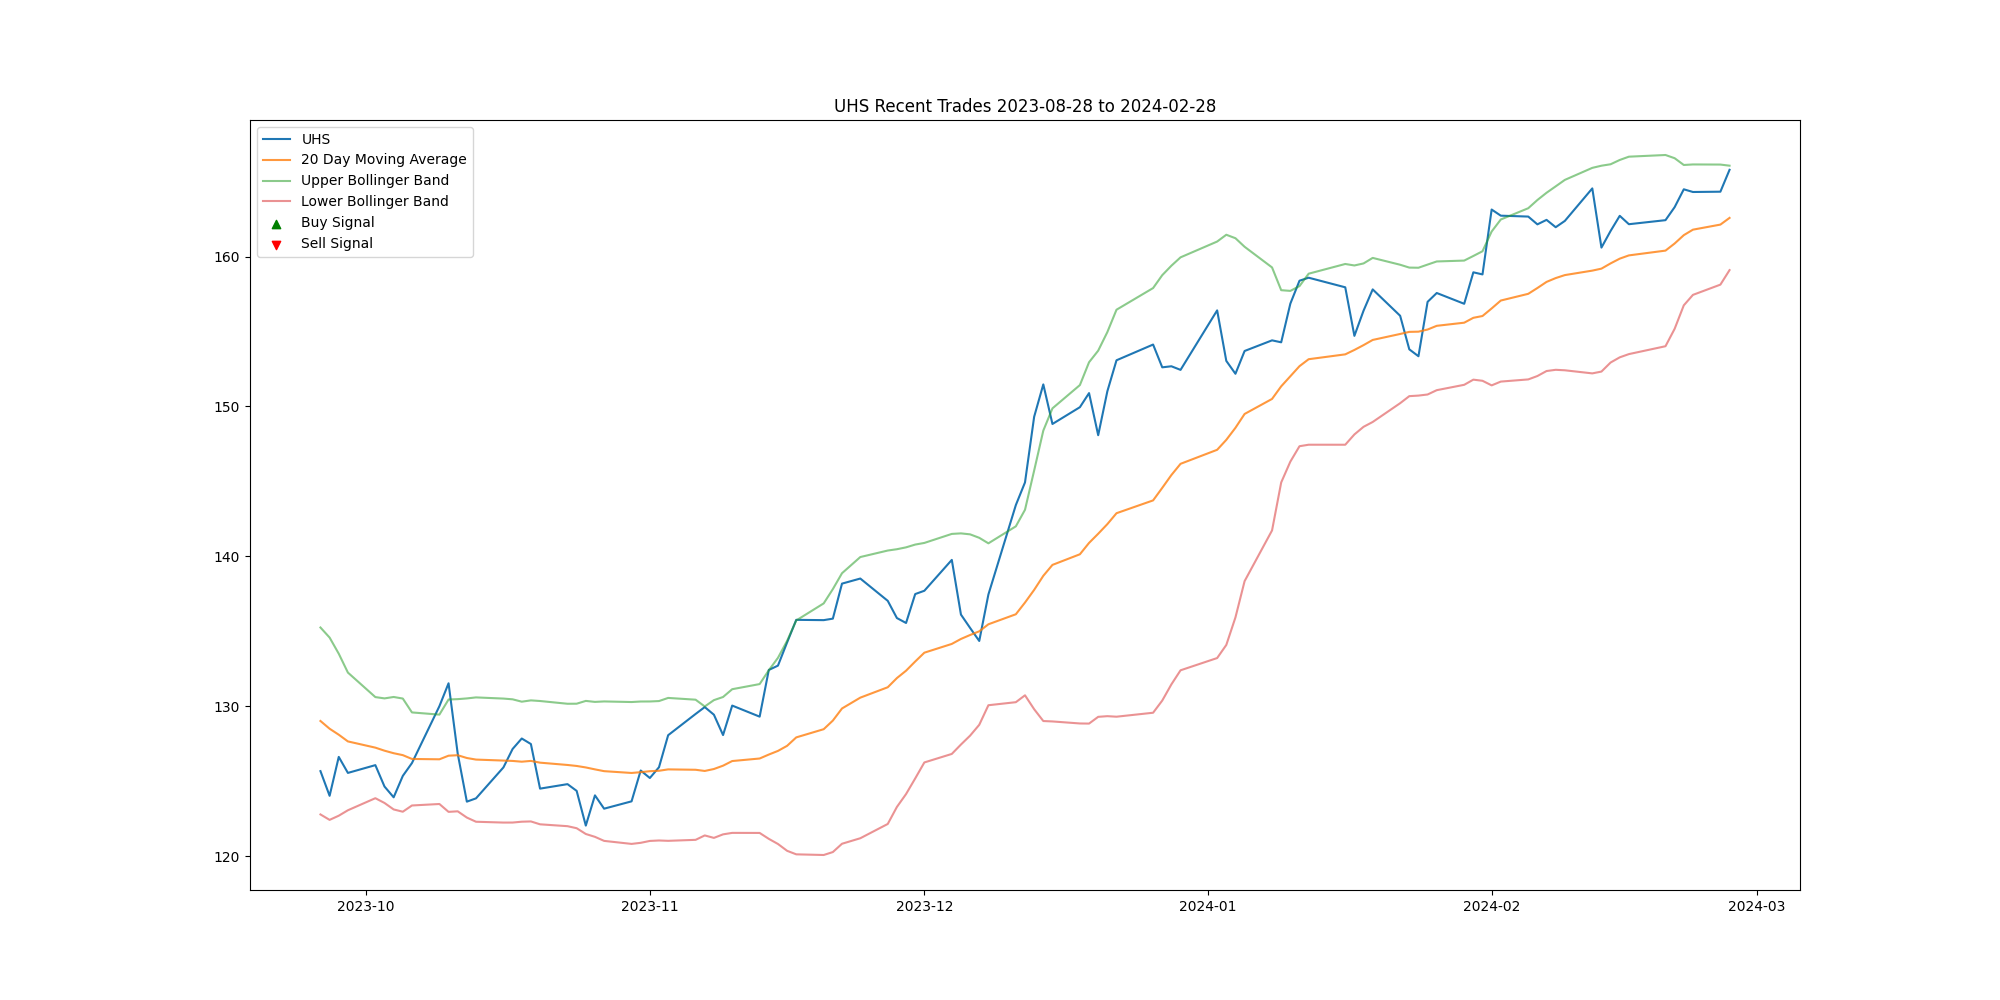 UHS Recent Trades 2023-08-28 to 2024-02-28
UHS
20 Day Moving Average
Upper Bollinger Band
Lower Bollinger Band
Buy Signal
Sell Signal
160
150
140
130
120
2023-10
2023-11
2023-12
2024-01
2024-02
2024-03